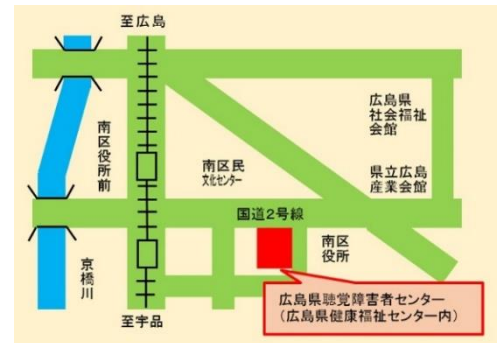 至広島
広島県
社会福祉
会館
南区役所前
南区民
文化センター
県立広島
産業会館
国道2号線
南区
役所
京橋川
広島県聴覚障害者センター
（広島県健康福祉センター内）
至宇品